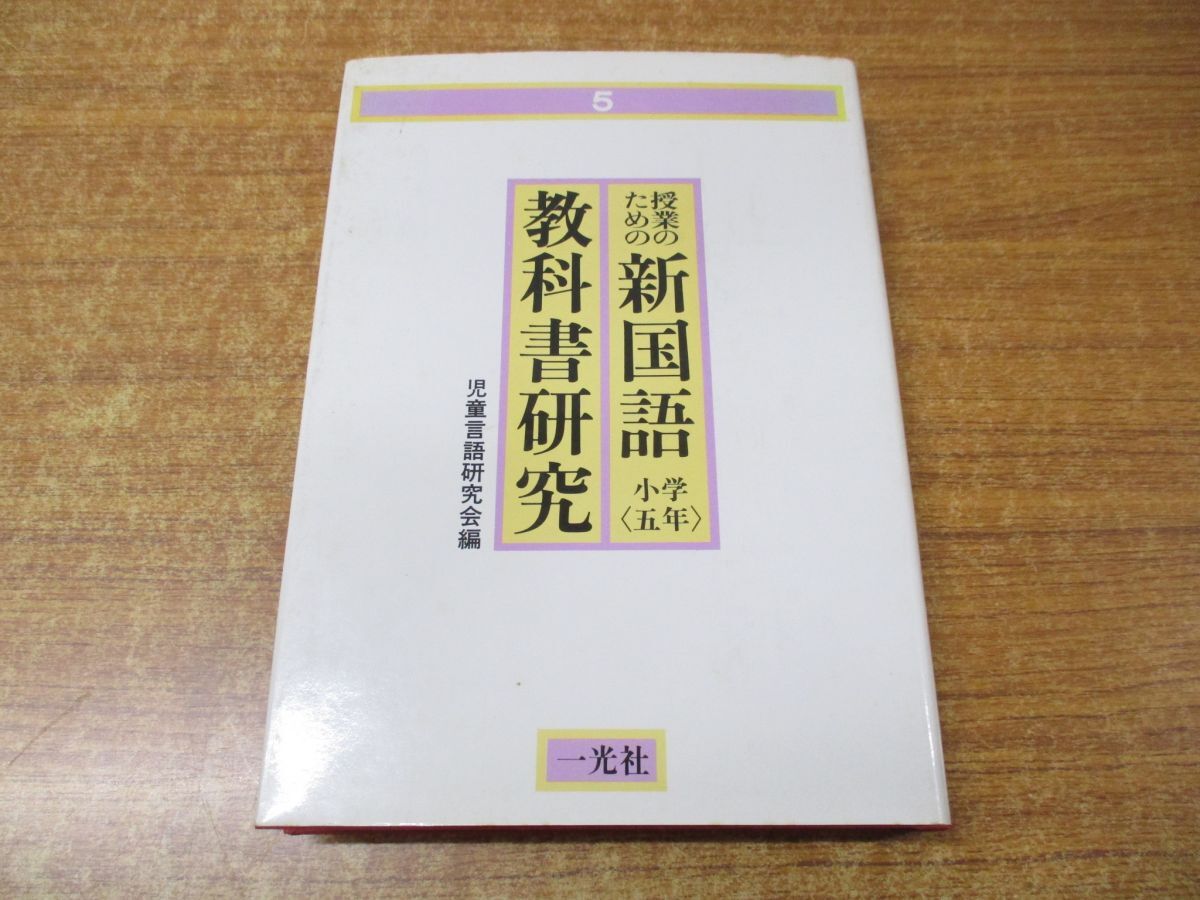 5
授業の
ための
新国語
小学
〈五年〉
教科書研究
児童言語研究会編
一光社